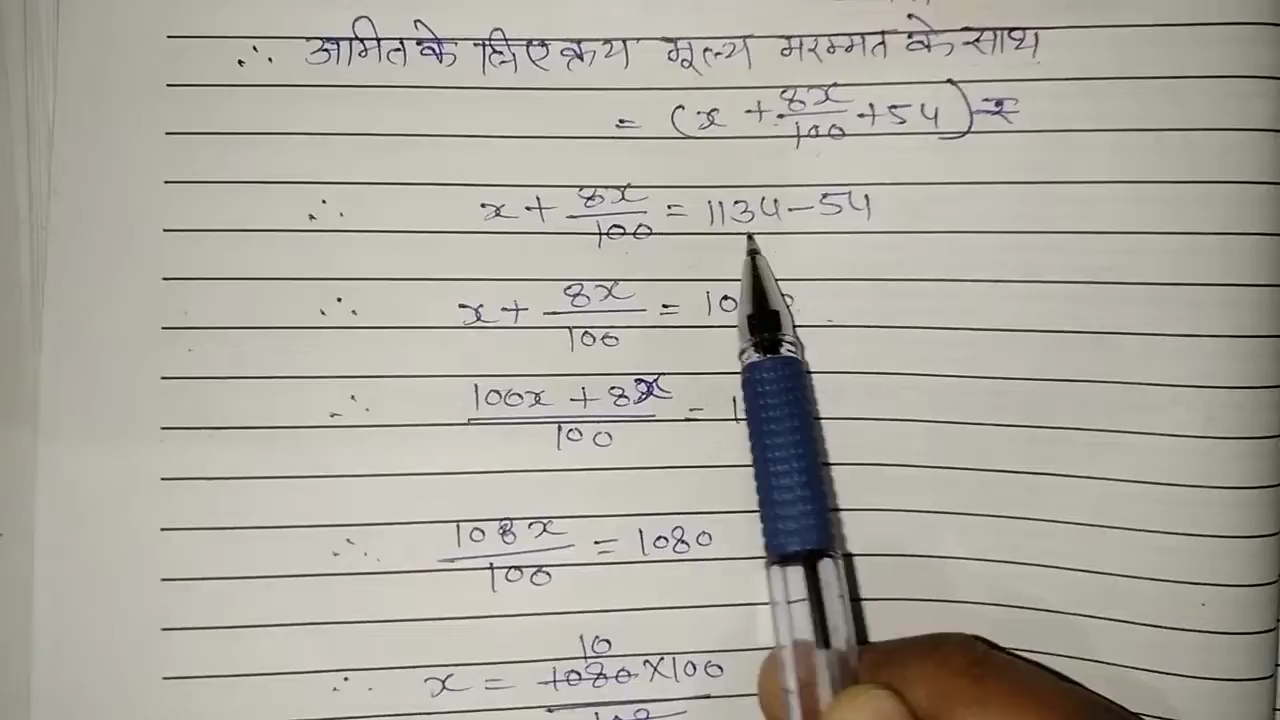 ∴ अमित के लिए क्रय मूल्य मरम्मत के साथ
= (x + 8x/100 + 54) ₹
∴ x + 8x/100 = 1134 - 54
∴ x + 8x/100 = 10
∴ 100x + 8x/100 = 1
∴ 108x/100 = 1080
10
∴ x = 1080 × 100